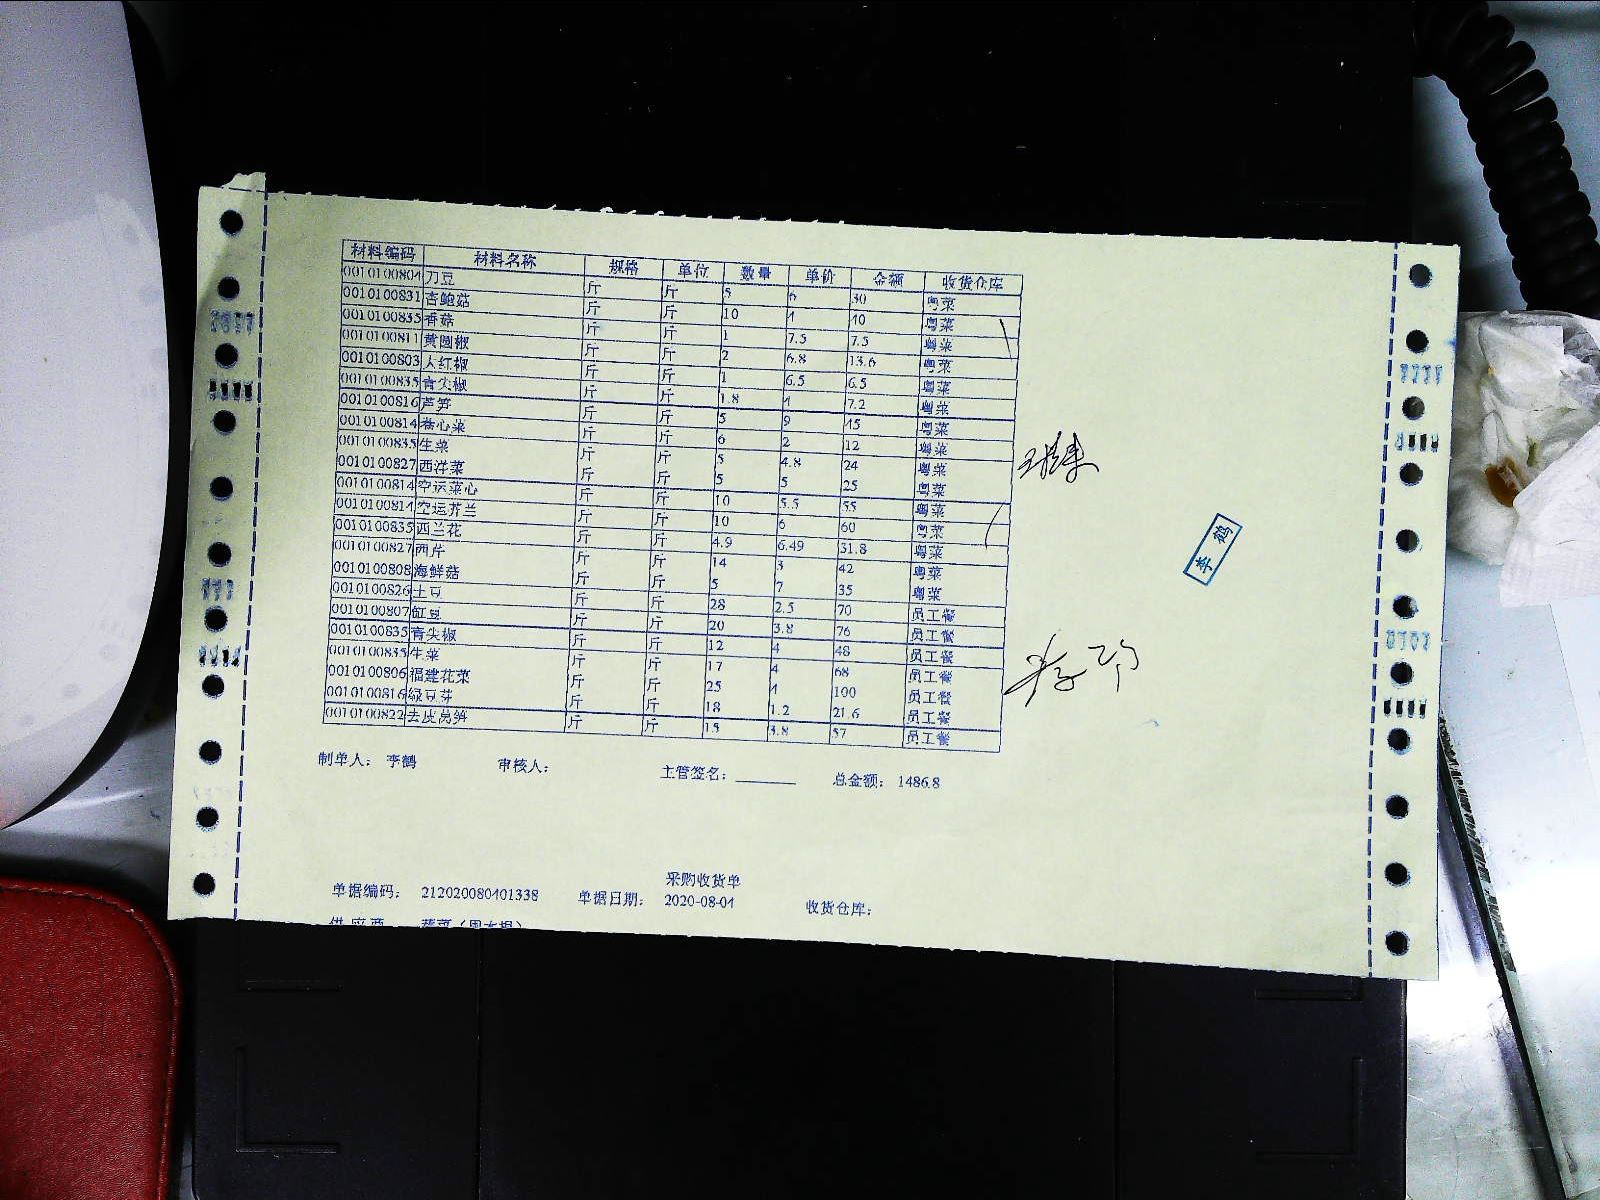 材料编码 材料名称 规格 单位 数量 单价 金额 收货仓库
0010100804 刀豆 斤 斤 5 6 30 粤菜
0010100831 杏鲍菇 斤 斤 10 4 40 粤菜
0010100835 香菇 斤 斤 1 7.5 7.5 粤菜
0010100811 黄圆椒 斤 斤 2 6.8 13.6 粤菜
0010100803 大红椒 斤 斤 1 6.5 6.5 粤菜
0010100835 青尖椒 斤 斤 1.8 4 7.2 粤菜
0010100816 芦笋 斤 斤 5 9 45 粤菜
0010100814 卷心菜 斤 斤 6 2 12 粤菜
0010100835 生菜 斤 斤 5 4.8 24 粤菜
0010100827 西洋菜 斤 斤 5 5 25 粤菜
0010100814 空运菜心 斤 斤 10 5.5 55 粤菜
0010100814 空运芥兰 斤 斤 10 6 60 粤菜
0010100835 西兰花 斤 斤 4.9 6.49 31.8 粤菜
0010100827 西芹 斤 斤 14 3 42 粤菜
0010100808 海鲜菇 斤 斤 5 7 35 粤菜
0010100826 土豆 斤 斤 28 2.5 70 员工餐
0010100807 缸豆 斤 斤 20 3.8 76 员工餐
0010100835 青尖椒 斤 斤 12 4 48 员工餐
0010100835 生菜 斤 斤 17 4 68 员工餐
0010100806 福建花菜 斤 斤 25 4 100 员工餐
0010100816 绿豆芽 斤 斤 18 1.2 21.6 员工餐
0010100822 去皮莴笋 斤 斤 15 3.8 57 员工餐
李鹤
制单人： 李鹤 审核人： 主管签名： 总金额： 1486.8
采购收货单
单据编码： 212020080401338 单据日期： 2020-08-04 收货仓库：
供应商